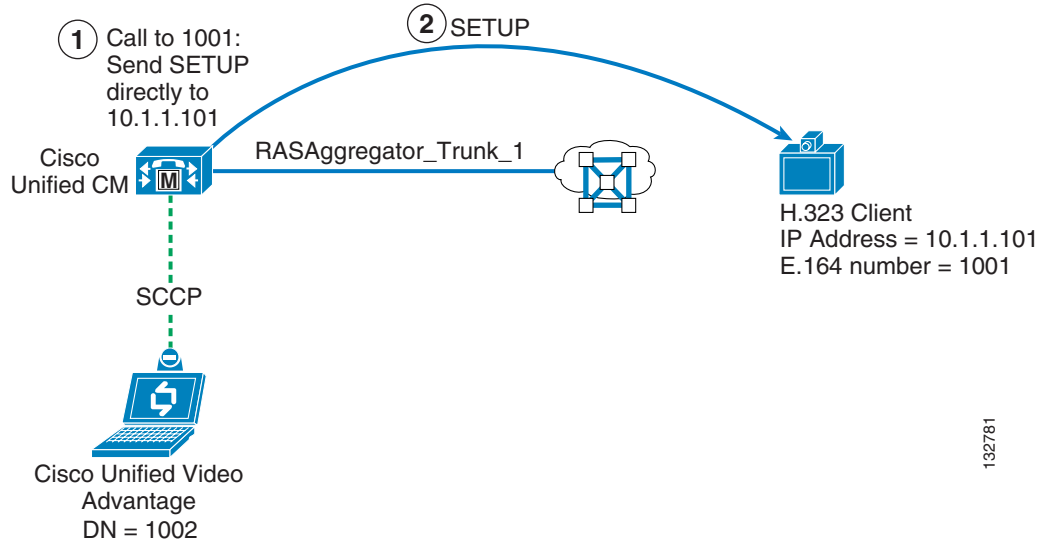 1 Call to 1001:
Send SETUP
directly to
10.1.1.101
2 SETUP
Cisco
Unified CM
M
RASAggregator_Trunk_1
H.323 Client
IP Address = 10.1.1.101
E.164 number = 1001
SCCP
Cisco Unified Video
Advantage
DN = 1002
132781